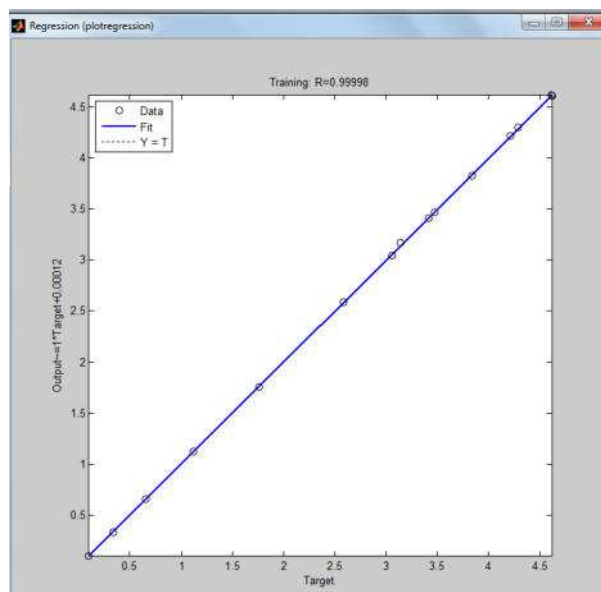 Regression (plotregression)
Training: R=0.99998
Data
Fit
Y = T
4.5
4
3.5
3
2.5
2
1.5
1
0.5
Output~=1*Target+0.00012
0.5 1 1.5 2 2.5 3 3.5 4 4.5
Target